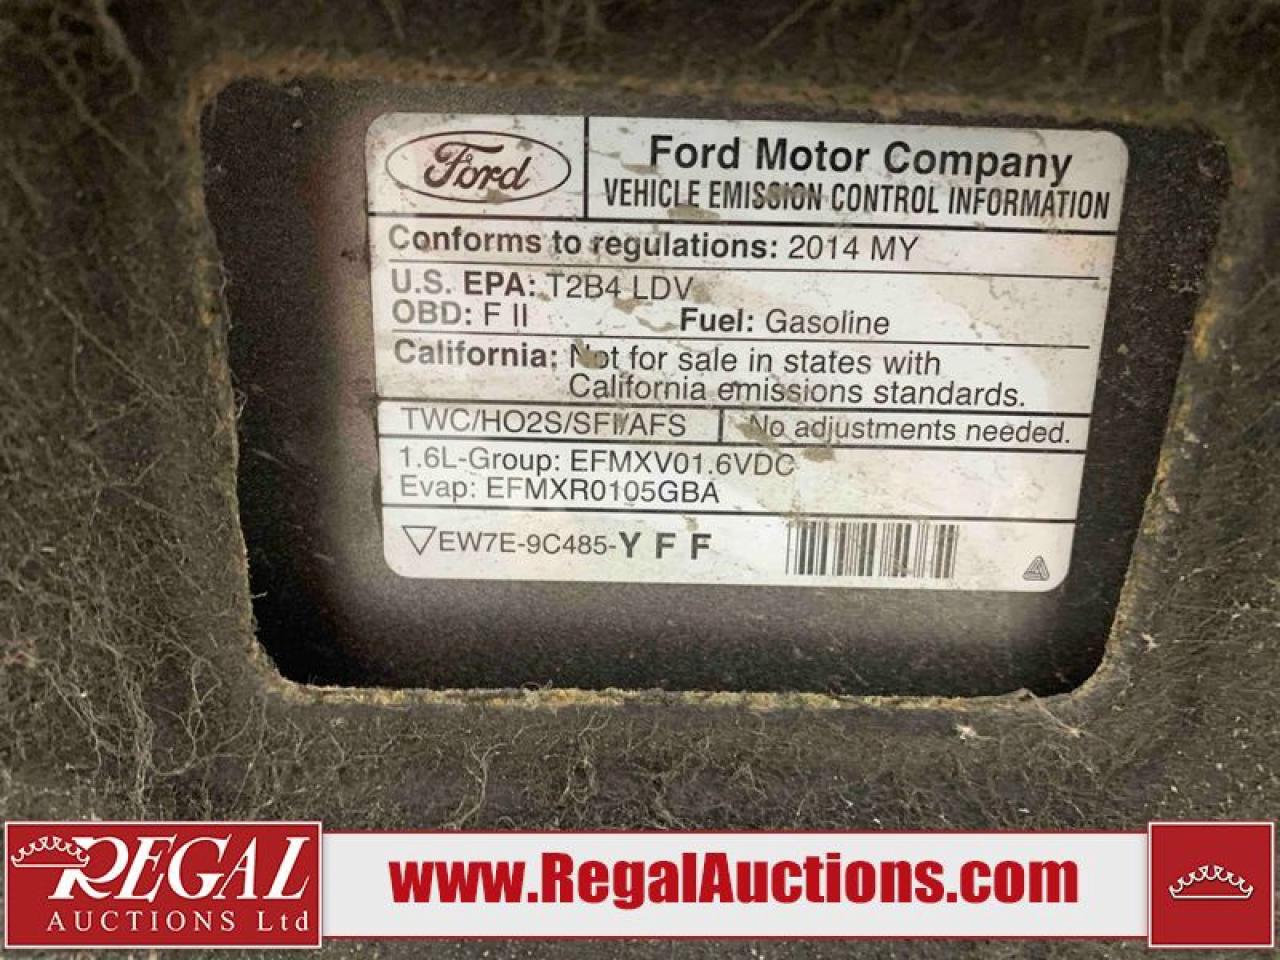 Ford
Ford Motor Company
VEHICLE EMISSION CONTROL INFORMATION
Conforms to regulations: 2014 MY
U.S. EPA: T2B4 LDV
OBD: F II Fuel: Gasoline
California: Not for sale in states with
California emissions standards.
TWC/HO2S/SFI/AFS No adjustments needed.
1.6L-Group: EFMXV01.6VDC
Evap: EFMXR0105GBA
EW7E-9C485-Y F F
REGAL
AUCTIONS Ltd
www.RegalAuctions.com